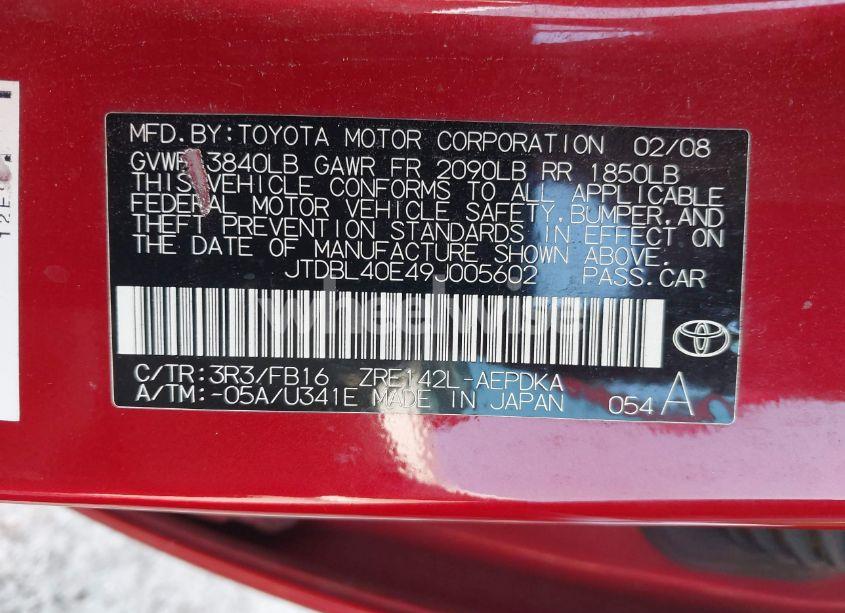 MFD.BY:TOYOTA MOTOR CORPORATION 02/08
GVWR 3840LB GAWR FR 2090LB RR 1850LB
THIS VEHICLE CONFORMS TO ALL APPLICABLE
FEDERAL MOTOR VEHICLE SAFETY,BUMPER,AND
THEFT PREVENTION STANDARDS IN EFFECT ON
THE DATE OF MANUFACTURE SHOWN ABOVE.
JTDBL40E49J005602 PASS.CAR
wheelwise
C/TR:3R3/FB16 ZRE142L-AEPDKA
A/TM:-05A/U341E MADE IN JAPAN 054 A